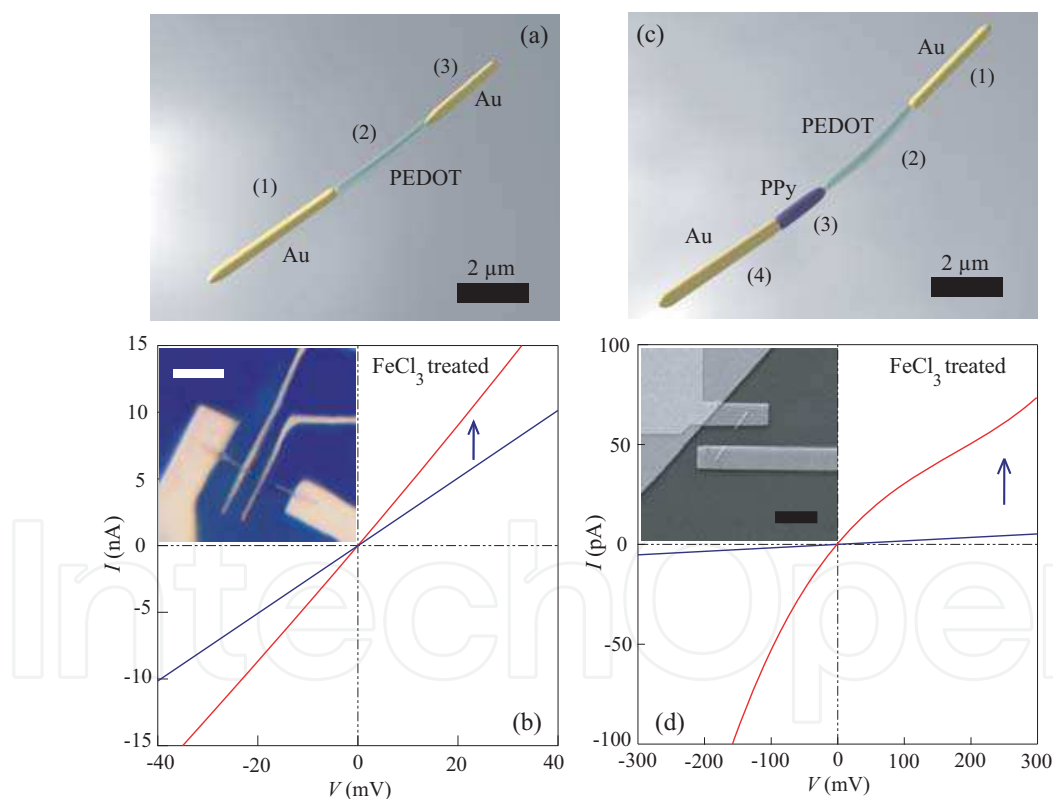 (a)
(3)
Au
(2)
PEDOT
(1)
Au
2 μm
(c)
Au
(1)
PEDOT
(2)
PPy
(3)
Au
(4)
2 μm
15
10
5
0
-5
-10
-15
I (nA)
FeCl3 treated
(b)
-40
-20
0
20
40
V (mV)
100
50
0
-50
-100
I (pA)
FeCl3 treated
(d)
-300
-200
-100
0
100
200
300
V (mV)
IntechOpe